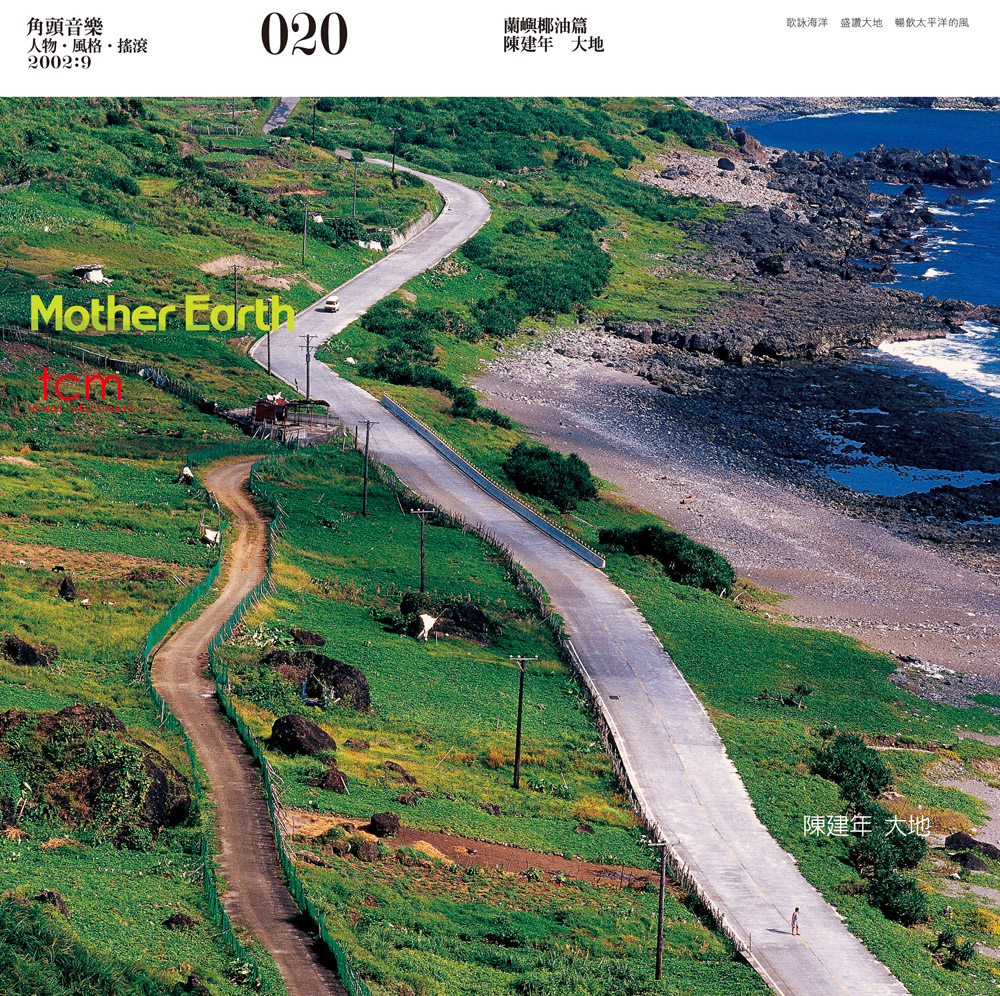 角頭音樂
人物・風格・搖滾
2002:9
020
蘭嶼椰油篇
陳建年　大地
歌詠海洋　盛讚大地　暢飲太平洋的風
Mother Earth
tcm
陳建年 大地